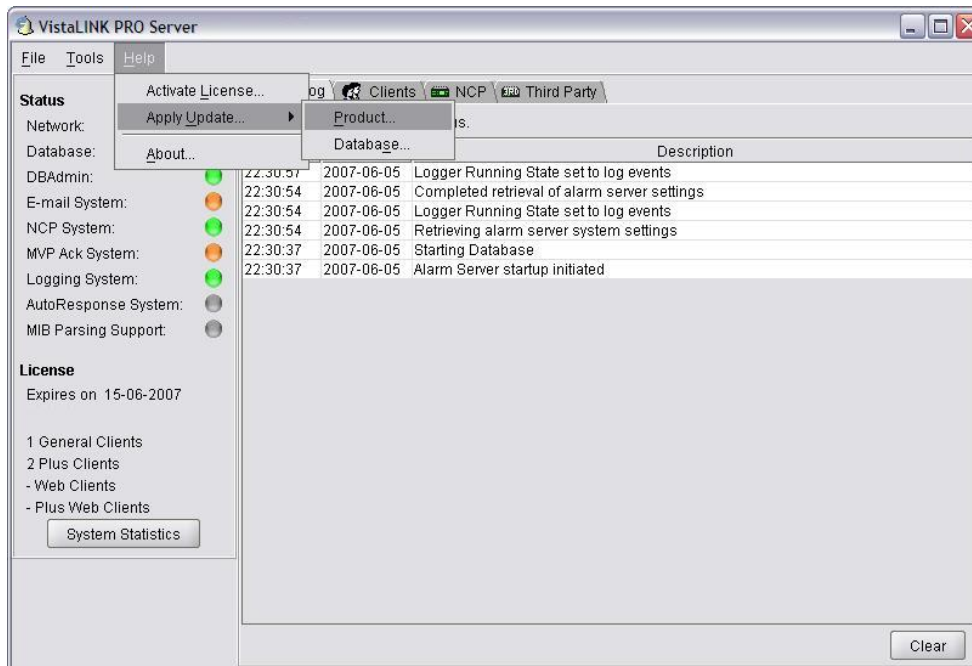 VistaLINK PRO Server
File Tools Help
Activate License...
Apply Update...
About...
Product...
Database...
Clients NCP Third Party
Status
Network:
Database:
DBAdmin:
E-mail System:
NCP System:
MVP Ack System:
Logging System:
AutoResponse System:
MIB Parsing Support:
License
Expires on 15-06-2007
1 General Clients
2 Plus Clients
- Web Clients
- Plus Web Clients
System Statistics
Description
22:30:57 2007-06-05 Logger Running State set to log events
22:30:54 2007-06-05 Completed retrieval of alarm server settings
22:30:54 2007-06-05 Logger Running State set to log events
22:30:54 2007-06-05 Retrieving alarm server system settings
22:30:37 2007-06-05 Starting Database
22:30:37 2007-06-05 Alarm Server startup initiated
Clear